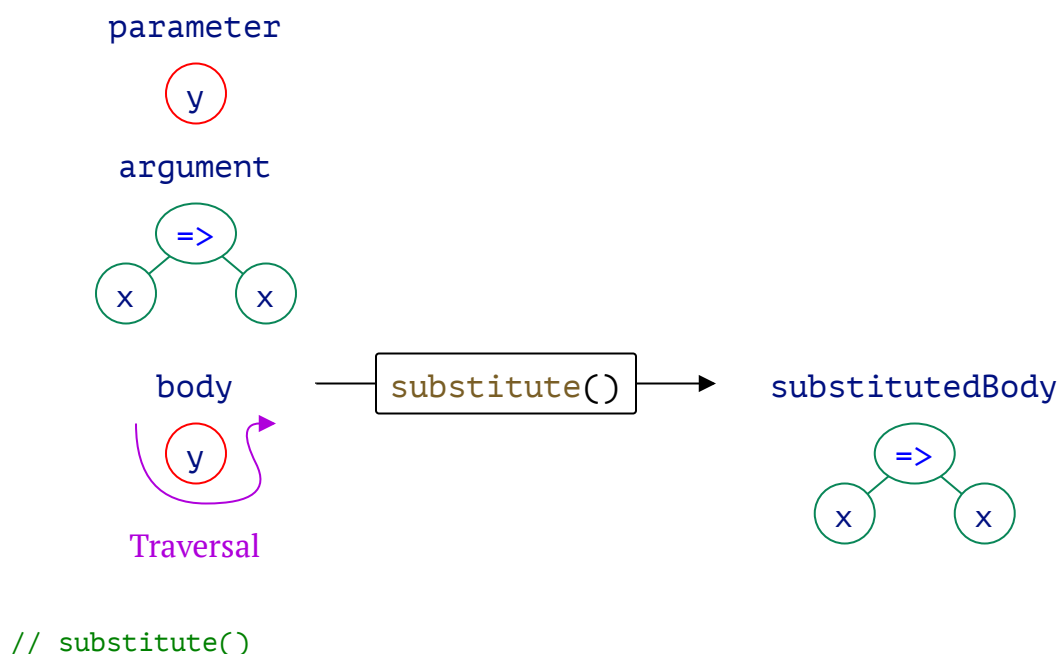 parameter
y
argument
=>
x x
body
substitute()
substitutedBody
y
=>
x x
Traversal
// substitute()